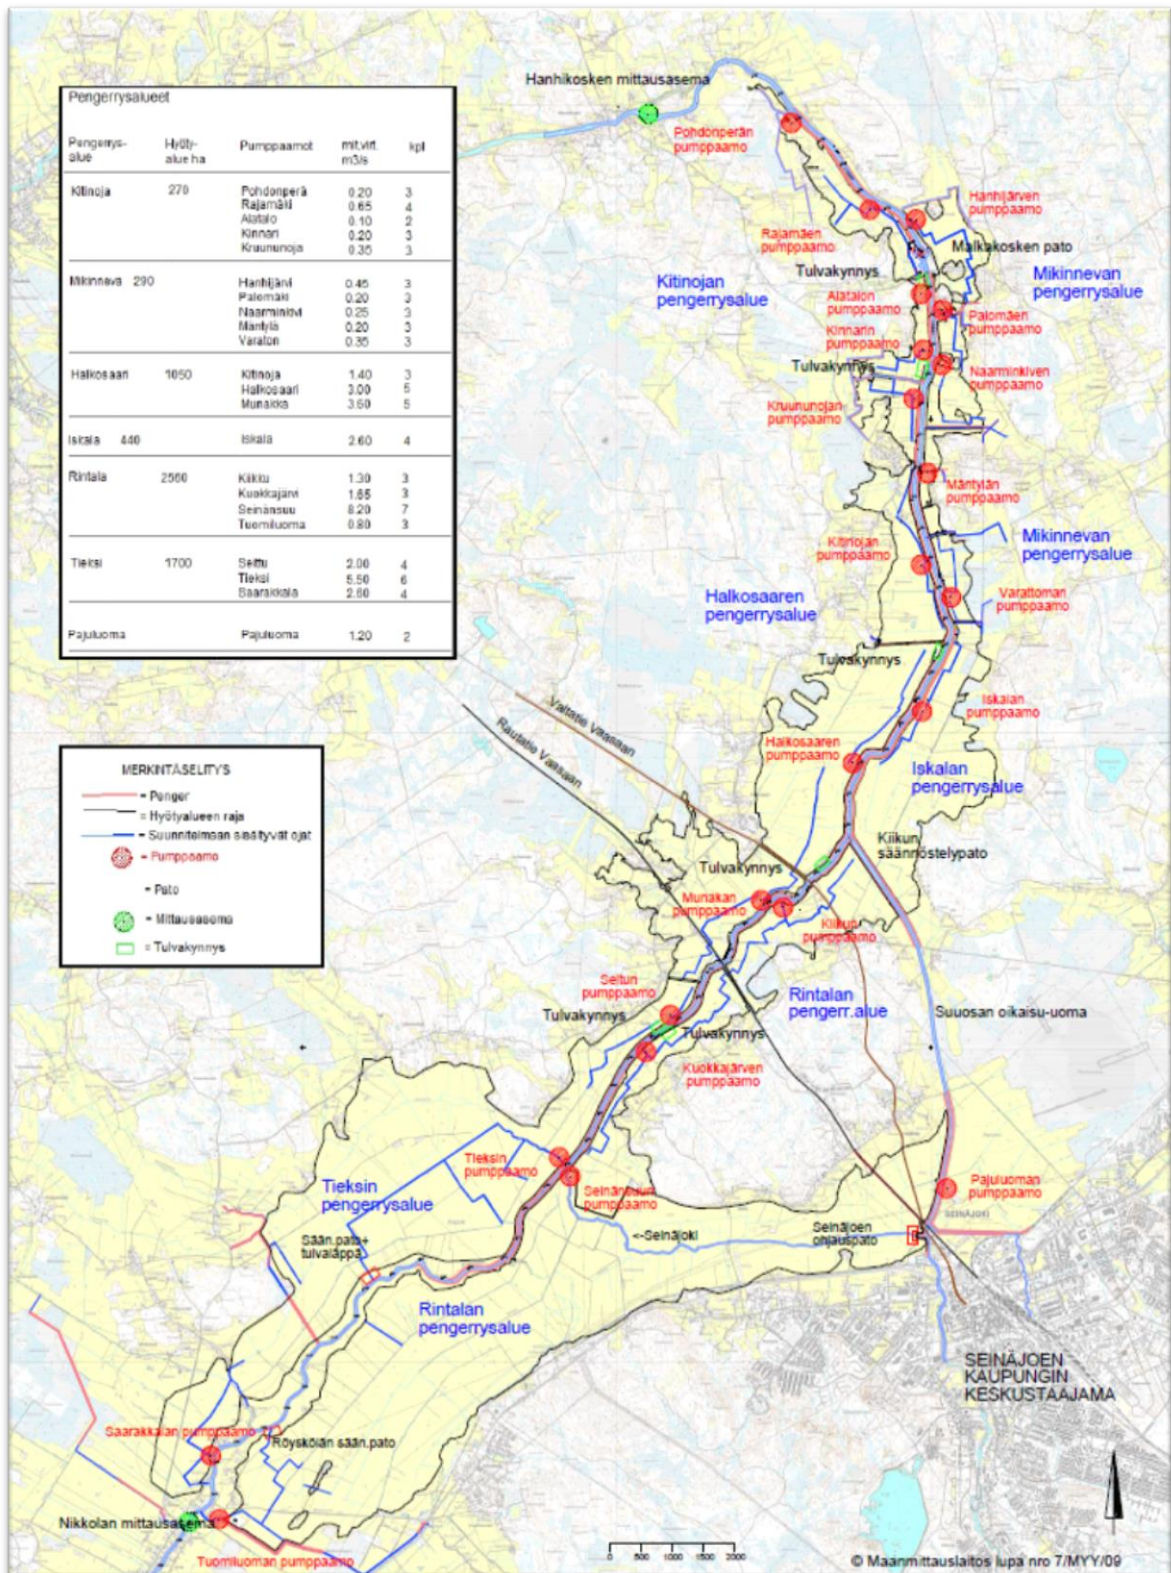 Pengerrysalueet
Pengerrys-alue Hyöty-alue ha Pumppaamot mit.virt. m3/s kpl
Kitinoja 270 Pohdonperä 0.20 3
Rajamäki 0.65 4
Alatalo 0.10 2
Kinnari 0.20 3
Kruununoja 0.35 3
Mikinneva 290 Hanhijärvi 0.45 3
Palomäki 0.20 3
Naarminkivi 0.25 3
Mäntylä 0.20 3
Varaton 0.35 3
Halkosaari 1050 Kitinoja 1.40 3
Halkosaari 3.00 5
Munakka 3.60 5
Iskala 440 Iskala 2.60 4
Rintala 2560 Kiikku 1.30 3
Kuokkajärvi 1.65 3
Seinänsuu 8.20 7
Tuomiluoma 0.80 3
Tieksi 1700 Seittu 2.00 4
Tieksi 5.50 6
Saarakkala 2.60 4
Pajuluoma Pajuluoma 1.20 2
MERKINTÄSELITYS
= Penger
= Hyötyalueen raja
= Suunnitelmaan sisältyvät ojat
= Pumppaamo
= Pato
= Mittausasema
= Tulvakynnys
Hanhikosken mittausasema
Pohdonperän
pumppaamo
Hanhijärven
pumppaamo
Rajamäen
pumppaamo
Malkakosken pato
Tulvakynnys
Kitinojan
pengerrysalue
Mikinnevan
pengerrysalue
Alatalon
pumppaamo
Palomäen
pumppaamo
Kinnarin
pumppaamo
Tulvakynnys
Naarminkiven
pumppaamo
Kruununojan
pumppaamo
Mäntylän
pumppaamo
Kitinojan
pumppaamo
Mikinnevan
pengerrysalue
Halkosaaren
pengerrysalue
Varattoman
pumppaamo
Tulvakynnys
Valtatie Vaasaan
Rautatie Vaasaan
Iskalan
pumppaamo
Halkosaaren
pumppaamo
Iskalan
pengerrysalue
Kiikun
säännöstelypato
Tulvakynnys
Munakan
pumppaamo
Kiikun
pumppaamo
Seitun
pumppaamo
Rintalan
pengerr.alue
Tulvakynnys
Tulvakynnys
Suuosan oikaisu-uoma
Kuokkajärven
pumppaamo
Tieksin
pumppaamo
Tieksin
pengerrysalue
Seinänsuun
pumppaamo
Pajuluoman
pumppaamo
SEINÄJOKI
Sään.pato+
tulvaläppä
<-Seinäjoki
Seinäjoen
ohjauspato
Rintalan
pengerrysalue
SEINÄJOEN
KAUPUNGIN
KESKUSTAAJAMA
Saarakkalan pumppaamo
Röyskölän sään.pato
Nikkolan mittausasema
Tuomiluoman pumppaamo
0 500 1000 2000
© Maanmittauslaitos lupa nro 7/MYY/09